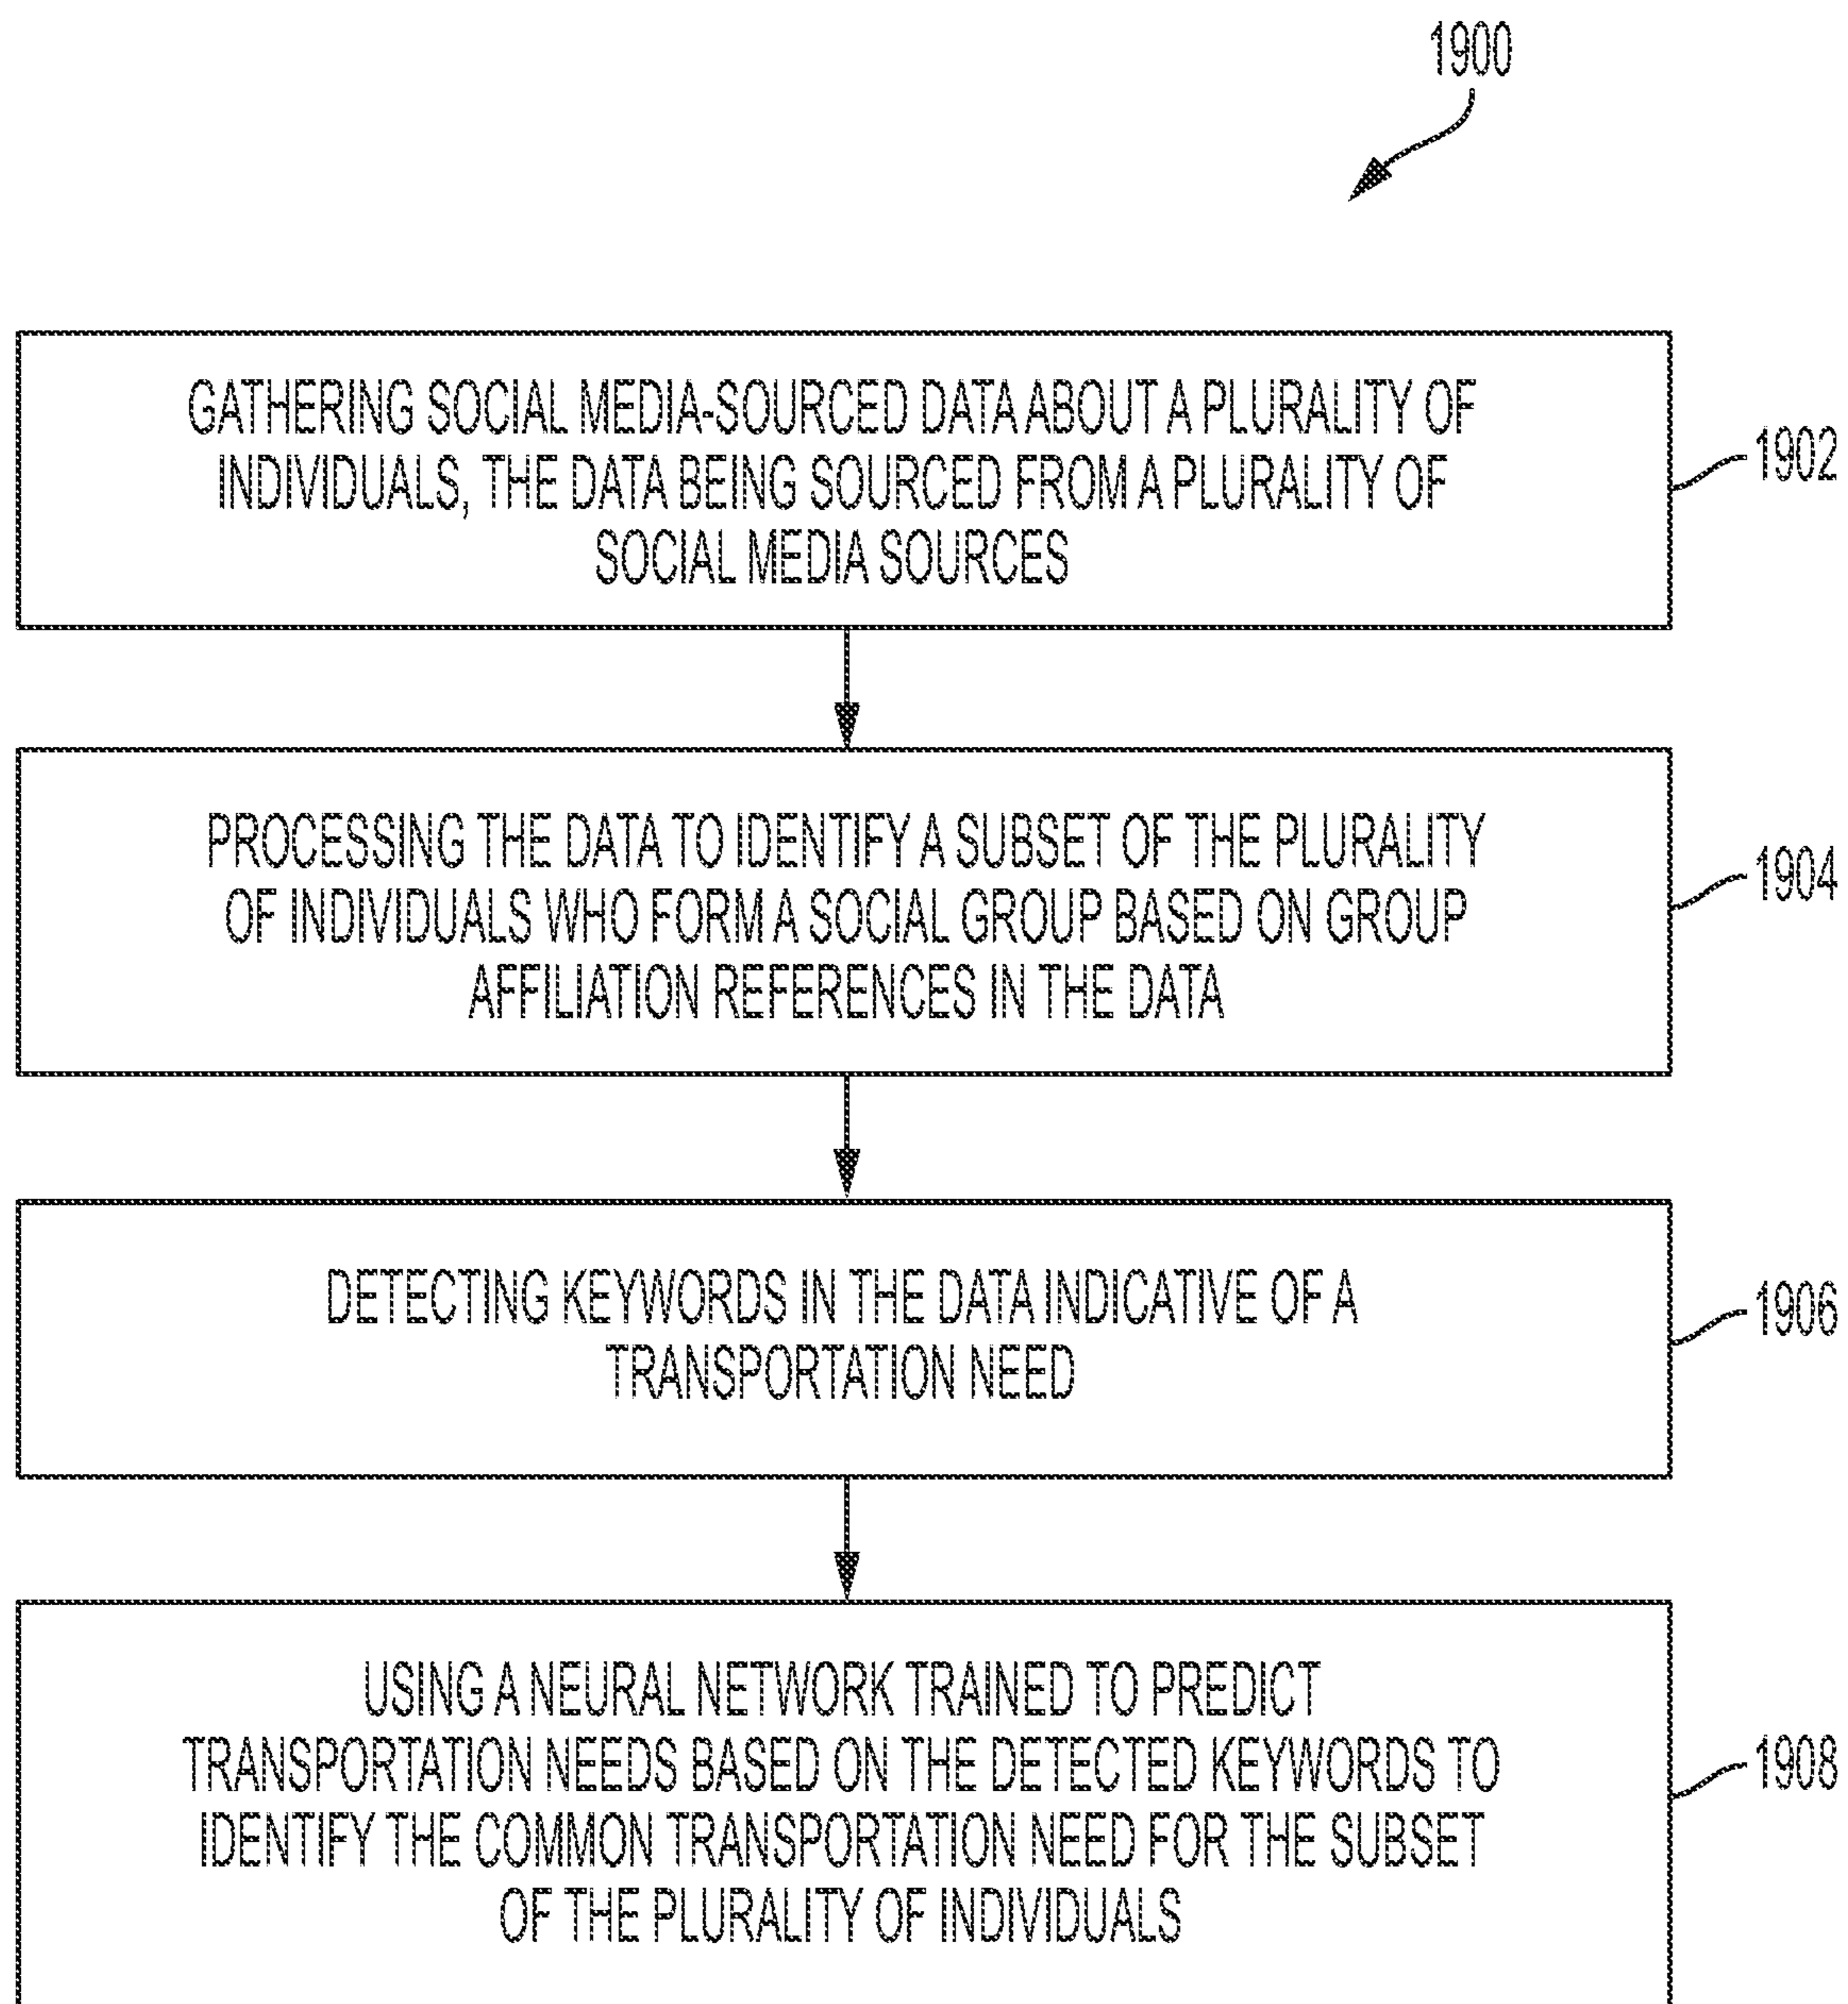 1900
GATHERING SOCIAL MEDIA-SOURCED DATA ABOUT A PLURALITY OF
INDIVIDUALS, THE DATA BEING SOURCED FROM A PLURALITY OF
SOCIAL MEDIA SOURCES
1902
PROCESSING THE DATA TO IDENTIFY A SUBSET OF THE PLURALITY
OF INDIVIDUALS WHO FORM A SOCIAL GROUP BASED ON GROUP
AFFILIATION REFERENCES IN THE DATA
1904
DETECTING KEYWORDS IN THE DATA INDICATIVE OF A
TRANSPORTATION NEED
1906
USING A NEURAL NETWORK TRAINED TO PREDICT
TRANSPORTATION NEEDS BASED ON THE DETECTED KEYWORDS TO
IDENTIFY THE COMMON TRANSPORTATION NEED FOR THE SUBSET
OF THE PLURALITY OF INDIVIDUALS
1908